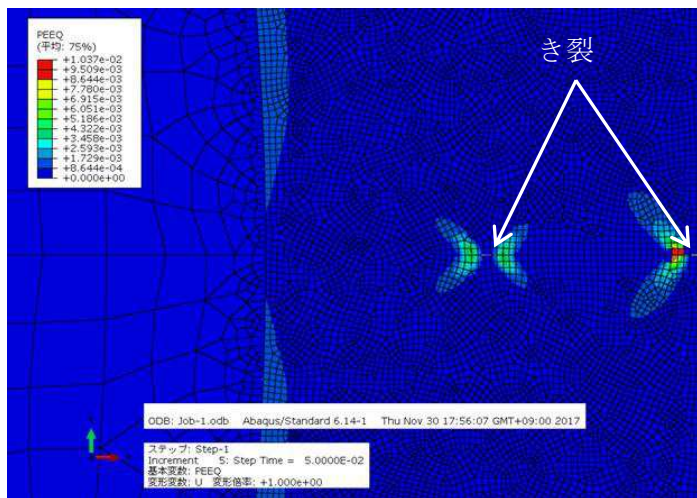 PEEQ
(平均: 75%)
+1.037e-02
+9.509e-03
+8.644e-03
+7.780e-03
+6.915e-03
+6.051e-03
+5.186e-03
+4.322e-03
+3.458e-03
+2.593e-03
+1.729e-03
+8.644e-04
+0.000e+00
き裂
ODB: Job-1.odb Abaqus/Standard 6.14-1 Thu Nov 30 17:56:07 GMT+09:00 2017
ステップ: Step-1
Increment 5: Step Time = 5.0000E-02
基本変数: PEEQ
変形変数: U 変形倍率: +1.000e+00